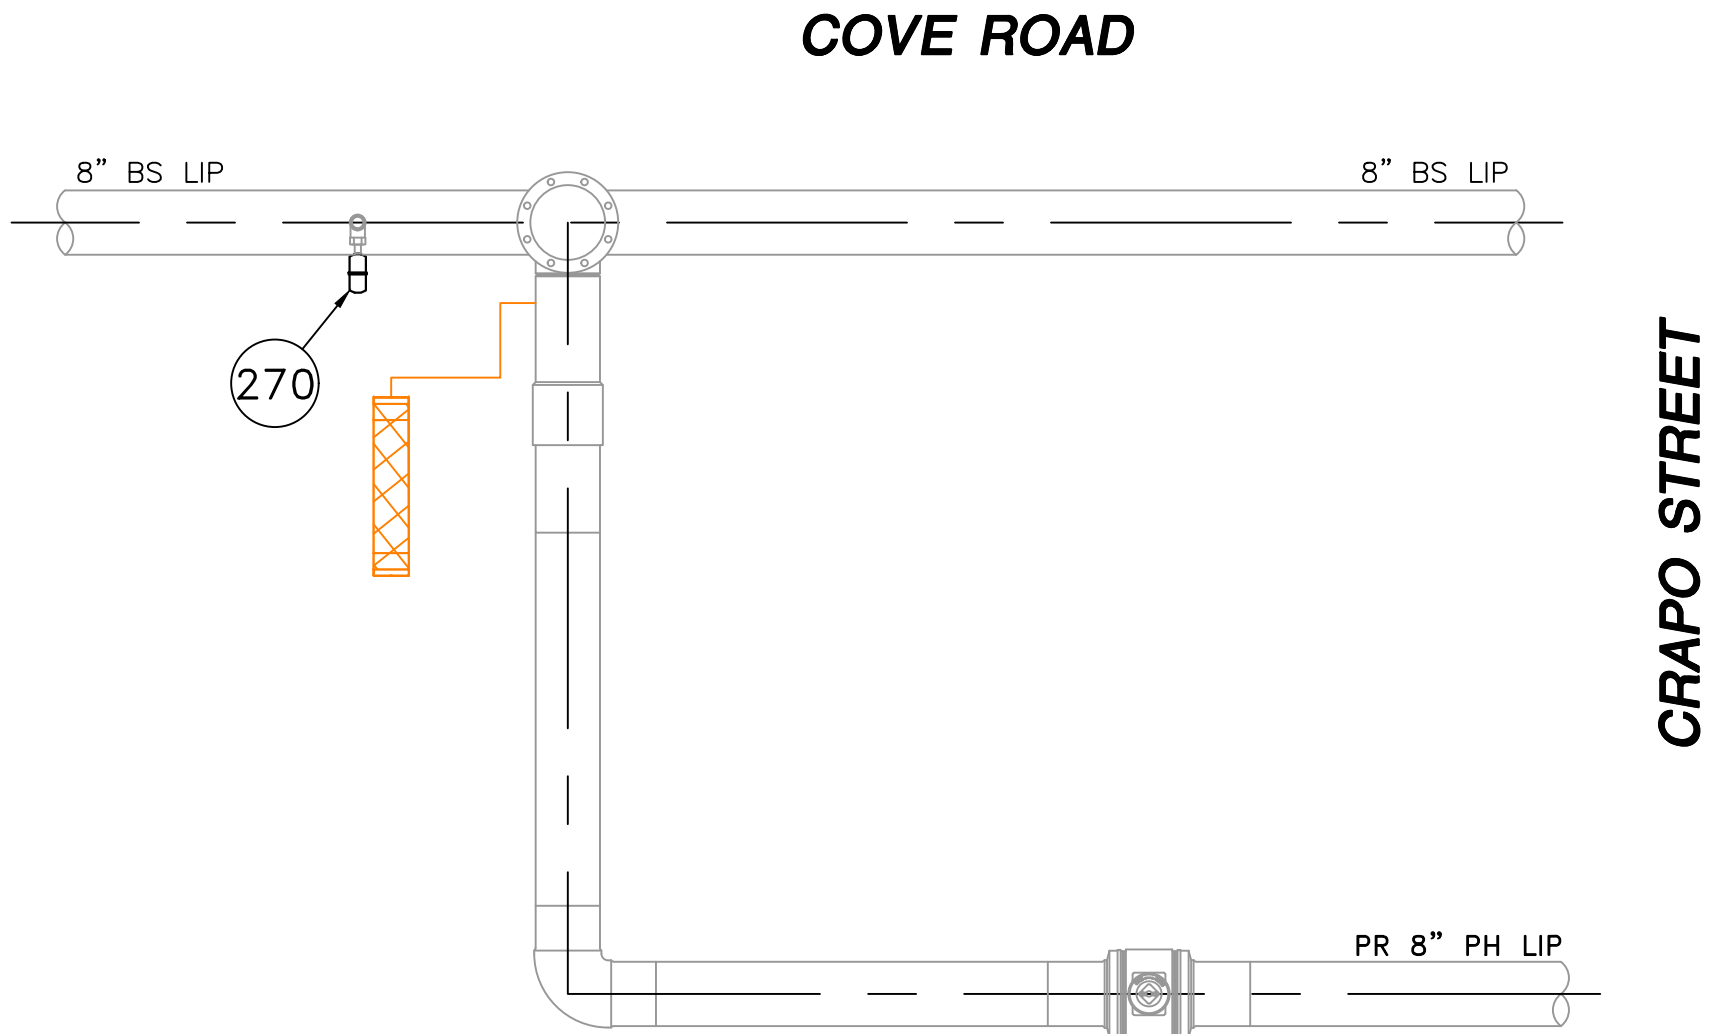 COVE ROAD
8” BS LIP
8” BS LIP
270
CRAPO STREET
PR 8” PH LIP